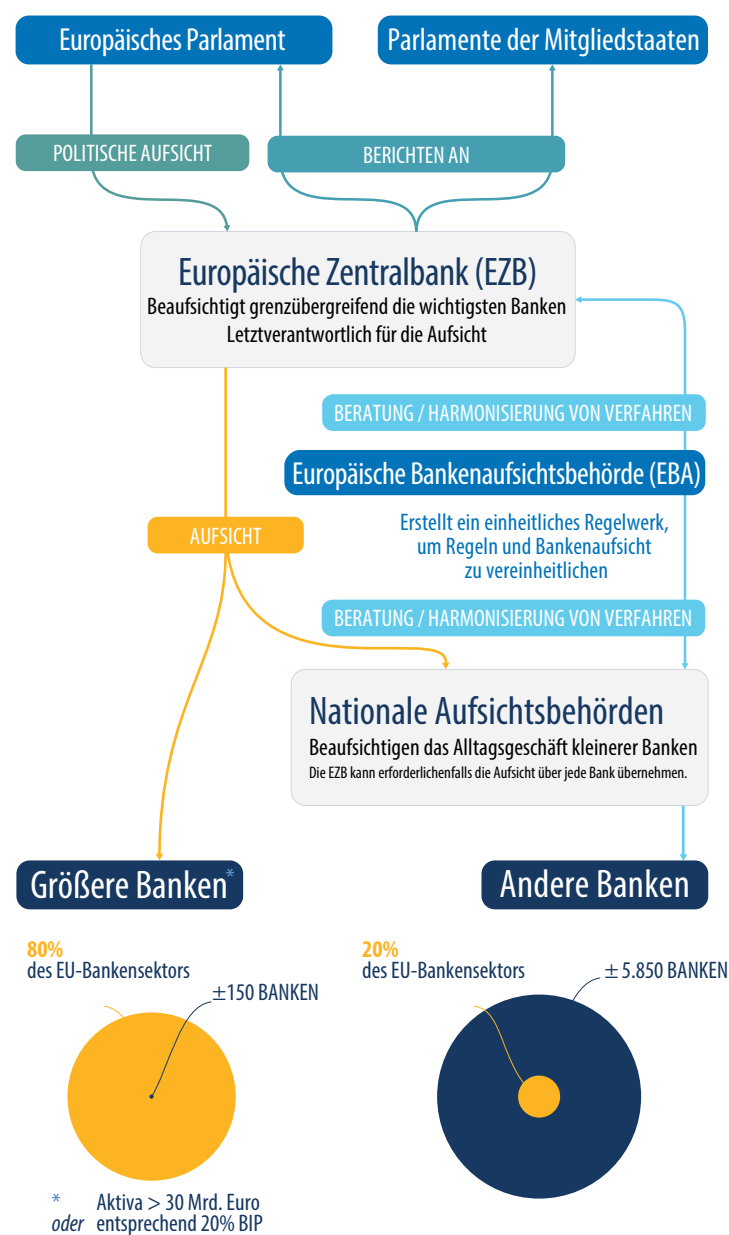 Europäisches Parlament
Parlamente der Mitgliedstaaten
POLITISCHE AUFSICHT
BERICHTEN AN
Europäische Zentralbank (EZB)
Beaufsichtigt grenzübergreifend die wichtigsten Banken
Letztverantwortlich für die Aufsicht
BERATUNG / HARMONISIERUNG VON VERFAHREN
Europäische Bankenaufsichtsbehörde (EBA)
AUFSICHT
Erstellt ein einheitliches Regelwerk,
um Regeln und Bankenaufsicht
zu vereinheitlichen
BERATUNG / HARMONISIERUNG VON VERFAHREN
Nationale Aufsichtsbehörden
Beaufsichtigen das Alltagsgeschäft kleinerer Banken
Die EZB kann erforderlichenfalls die Aufsicht über jede Bank übernehmen.
Größere Banken*
Andere Banken
80%
des EU-Bankensektors
±150 BANKEN
20%
des EU-Bankensektors
± 5.850 BANKEN
* Aktiva > 30 Mrd. Euro
oder entsprechend 20% BIP